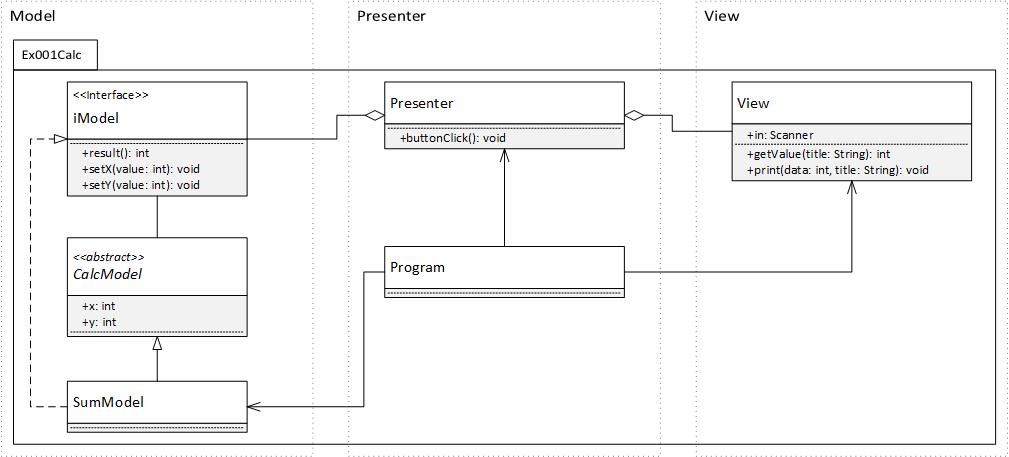 Model
Presenter
View
Ex001Calc
<<Interface>>
iModel
+result(): int
+setX(value: int): void
+setY(value: int): void
<<abstract>>
CalcModel
+x: int
+y: int
SumModel
Presenter
+buttonClick(): void
Program
View
+in: Scanner
+getValue(title: String): int
+print(data: int, title: String): void